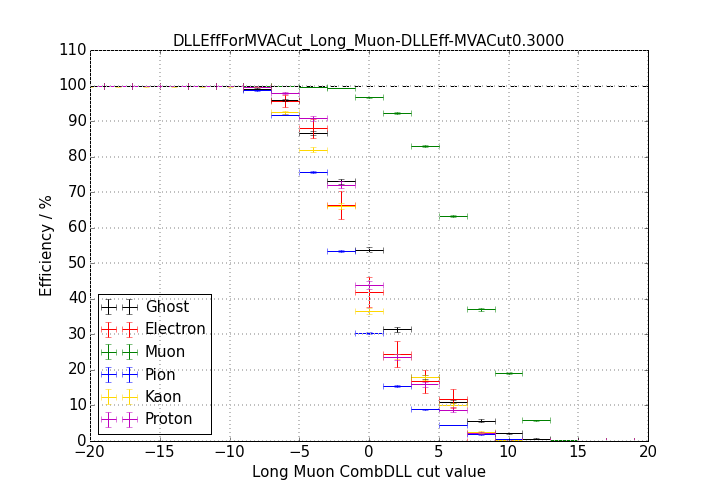 DLLEffForMVACut_Long_Muon-DLLEff-MVACut0.3000
110
100
90
80
70
60
50
40
30
20
10
0
Efficiency / %
Ghost
Electron
Muon
Pion
Kaon
Proton
−20 −15 −10 −5 0 5 10 15 20
Long Muon CombDLL cut value